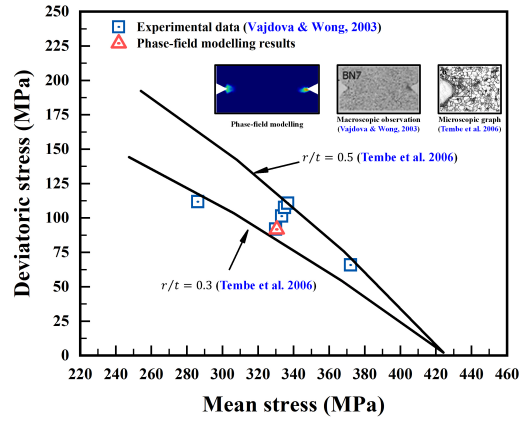 Experimental data (Vajdova & Wong, 2003)
Phase-field modelling results
BN7
Phase-field modelling
Macroscopic observation
(Vajdova & Wong, 2003)
Microscopic graph
(Tembe et al. 2006)
r/t = 0.5 (Tembe et al. 2006)
r/t = 0.3 (Tembe et al. 2006)
Deviatoric stress (MPa)
250
225
200
175
150
125
100
75
50
25
0
220 240 260 280 300 320 340 360 380 400 420 440 460
Mean stress (MPa)